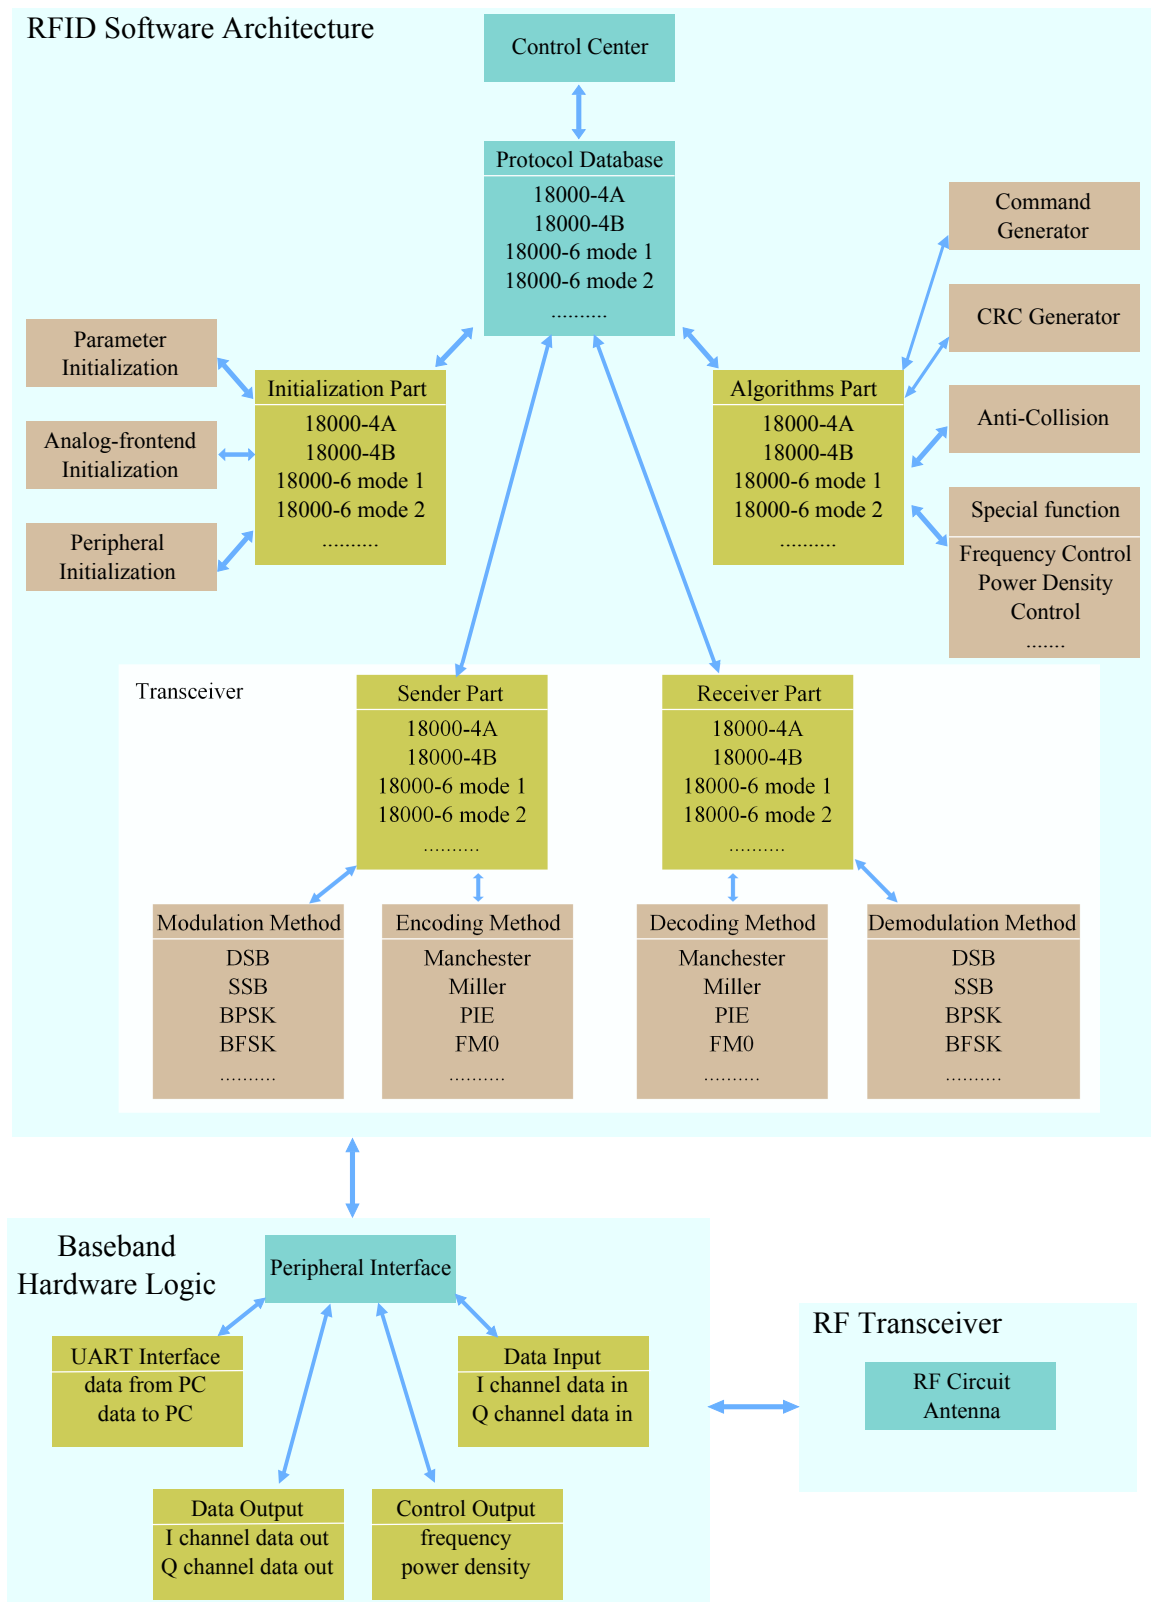 RFID Software Architecture
Control Center
Protocol Database
18000-4A
18000-4B
18000-6 mode 1
18000-6 mode 2
..........
Command
Generator
CRC Generator
Anti-Collision
Special function
Frequency Control
Power Density
Control
.......
Parameter
Initialization
Analog-frontend
Initialization
Peripheral
Initialization
Initialization Part
18000-4A
18000-4B
18000-6 mode 1
18000-6 mode 2
..........
Algorithms Part
18000-4A
18000-4B
18000-6 mode 1
18000-6 mode 2
..........
Transceiver
Sender Part
18000-4A
18000-4B
18000-6 mode 1
18000-6 mode 2
..........
Receiver Part
18000-4A
18000-4B
18000-6 mode 1
18000-6 mode 2
..........
Modulation Method
DSB
SSB
BPSK
BFSK
..........
Encoding Method
Manchester
Miller
PIE
FM0
..........
Decoding Method
Manchester
Miller
PIE
FM0
..........
Demodulation Method
DSB
SSB
BPSK
BFSK
..........
Baseband
Hardware Logic
Peripheral Interface
UART Interface
data from PC
data to PC
Data Input
I channel data in
Q channel data in
Data Output
I channel data out
Q channel data out
Control Output
frequency
power density
RF Transceiver
RF Circuit
Antenna